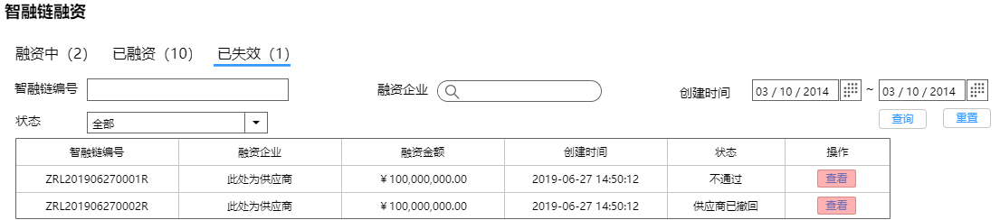 智融链融资
融资中（2） 已融资（10） 已失效（1）
智融链编号 融资企业 创建时间 03 / 10 / 2014 ~ 03 / 10 / 2014
状态 全部 查询 重置
智融链编号 融资企业 融资金额 创建时间 状态 操作
ZRL201906270001R 此处为供应商 ￥100,000,000.00 2019-06-27 14:50:12 不通过 查看
ZRL201906270002R 此处为供应商 ￥100,000,000.00 2019-06-27 14:50:12 供应商已撤回 查看